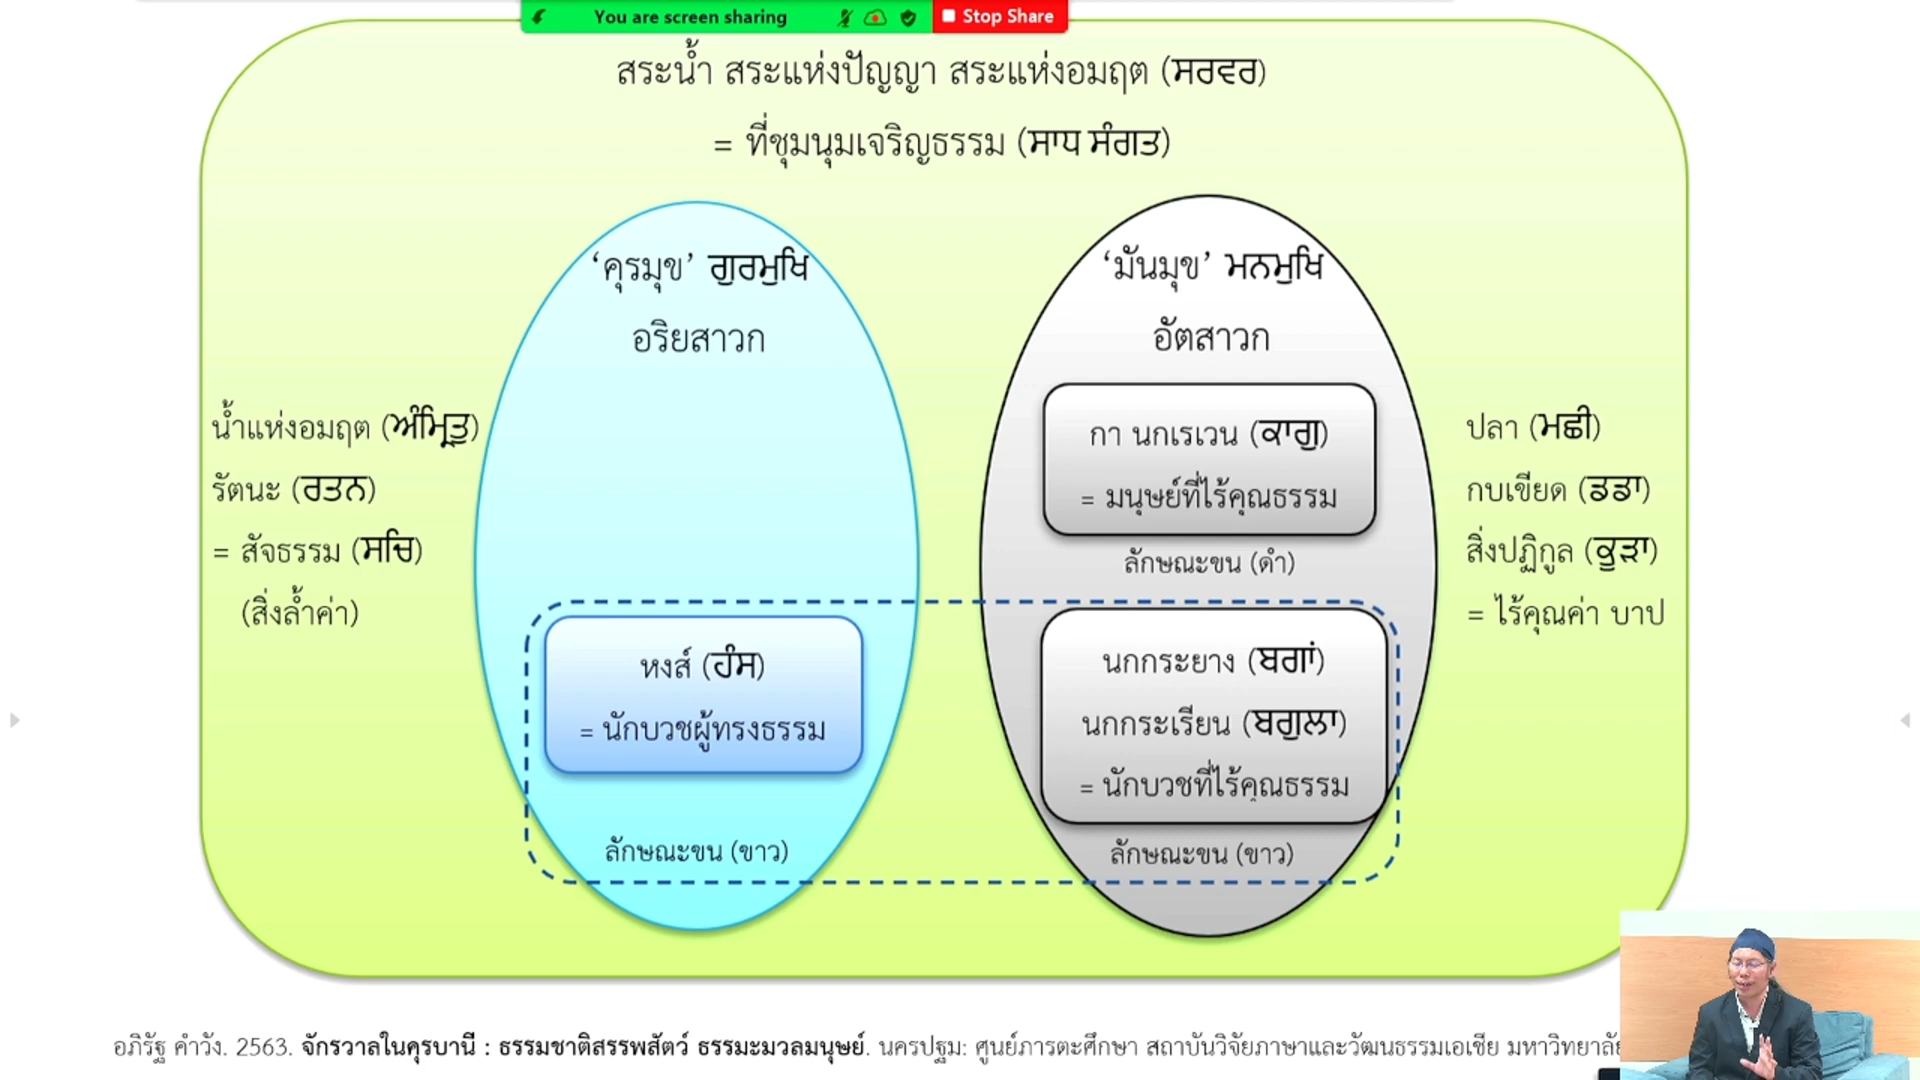 You are screen sharing
Stop Share
สระน้ำ สระแห่งปัญญา สระแห่งอมฤต (ਸਰਵਰ)
= ที่ชุมนุมเจริญธรรม (ਸਾਧ ਸੰਗਤ)
‘คุรมุข’ ਗੁਰਮੁਖਿ
อริยสาวก
‘มันมุข’ ਮਨਮੁਖਿ
อัตสาวก
น้ำแห่งอมฤต (ਅੰਮ੍ਰਿਤੁ)
รัตนะ (ਰਤਨ)
= สัจธรรม (ਸਚਿ)
(สิ่งล้ำค่า)
หงส์ (ਹੰਸ)
= นักบวชผู้ทรงธรรม
ลักษณะขน (ขาว)
กา นกเรเวน (ਕਾਗੁ)
= มนุษย์ที่ไร้คุณธรรม
ลักษณะขน (ดำ)
นกกระยาง (ਬਗਾਂ)
นกกระเรียน (ਬਗੁਲਾ)
= นักบวชที่ไร้คุณธรรม
ลักษณะขน (ขาว)
ปลา (ਮਛੀ)
กบเขียด (ਡਡਾ)
สิ่งปฏิกูล (ਕੁੜਾ)
= ไร้คุณค่า บาป
อภิรัฐ คำวัง. 2563. จักรวาลในคุรบานี : ธรรมชาติสรรพสัตว์ ธรรมะมวลมนุษย์. นครปฐม: ศูนย์ภารตะศึกษา สถาบันวิจัยภาษาและวัฒนธรรมเอเชีย